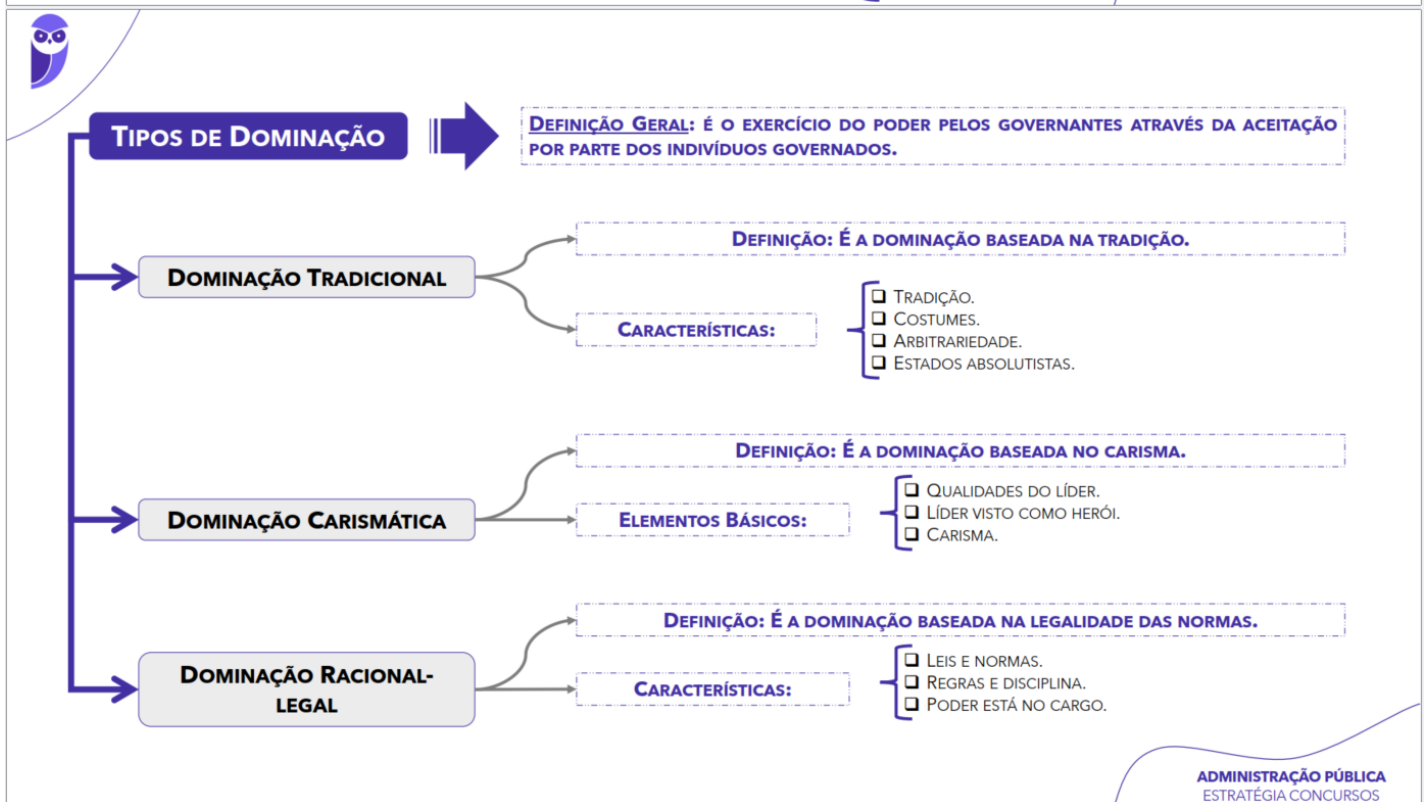 TIPOS DE DOMINAÇÃO
DEFINIÇÃO GERAL: É O EXERCÍCIO DO PODER PELOS GOVERNANTES ATRAVÉS DA ACEITAÇÃO
POR PARTE DOS INDIVÍDUOS GOVERNADOS.
DEFINIÇÃO: É A DOMINAÇÃO BASEADA NA TRADIÇÃO.
DOMINAÇÃO TRADICIONAL
CARACTERÍSTICAS:
TRADIÇÃO.
COSTUMES.
ARBITRARIEDADE.
ESTADOS ABSOLUTISTAS.
DEFINIÇÃO: É A DOMINAÇÃO BASEADA NO CARISMA.
DOMINAÇÃO CARISMÁTICA
ELEMENTOS BÁSICOS:
QUALIDADES DO LÍDER.
LÍDER VISTO COMO HERÓI.
CARISMA.
DEFINIÇÃO: É A DOMINAÇÃO BASEADA NA LEGALIDADE DAS NORMAS.
DOMINAÇÃO RACIONAL-
LEGAL
CARACTERÍSTICAS:
LEIS E NORMAS.
REGRAS E DISCIPLINA.
PODER ESTÁ NO CARGO.
ADMINISTRAÇÃO PÚBLICA
ESTRATÉGIA CONCURSOS